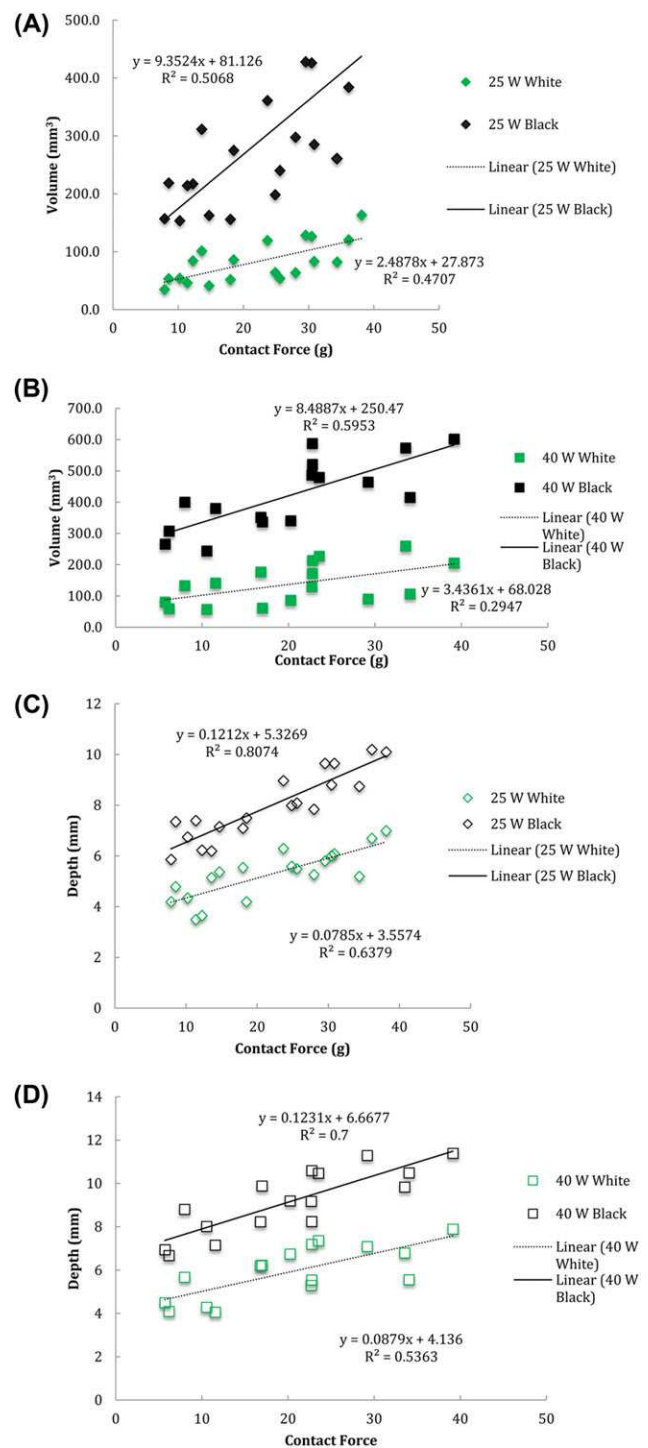 (A)
500.0
400.0
300.0
200.0
100.0
0.0
Volume (mm³)
y = 9.3524x + 81.126
R² = 0.5068
y = 2.4878x + 27.873
R² = 0.4707
0 10 20 30 40 50
Contact Force (g)
25 W White
25 W Black
Linear (25 W White)
Linear (25 W Black)
(B)
700.0
600.0
500.0
400.0
300.0
200.0
100.0
0.0
Volume (mm³)
y = 8.4887x + 250.47
R² = 0.5953
y = 3.4361x + 68.028
R² = 0.2947
0 10 20 30 40 50
Contact Force (g)
40 W White
40 W Black
Linear (40 W
White)
Linear (40 W
Black)
(C)
12
10
8
6
4
2
0
Depth (mm)
y = 0.1212x + 5.3269
R² = 0.8074
y = 0.0785x + 3.5574
R² = 0.6379
0 10 20 30 40 50
Contact Force (g)
25 W White
25 W Black
Linear (25 W White)
Linear (25 W Black)
(D)
14
12
10
8
6
4
2
0
Depth (mm)
y = 0.1231x + 6.6677
R² = 0.7
y = 0.0879x + 4.136
R² = 0.5363
0 10 20 30 40 50
Contact Force
40 W White
40 W Black
Linear (40 W
White)
Linear (40 W
Black)